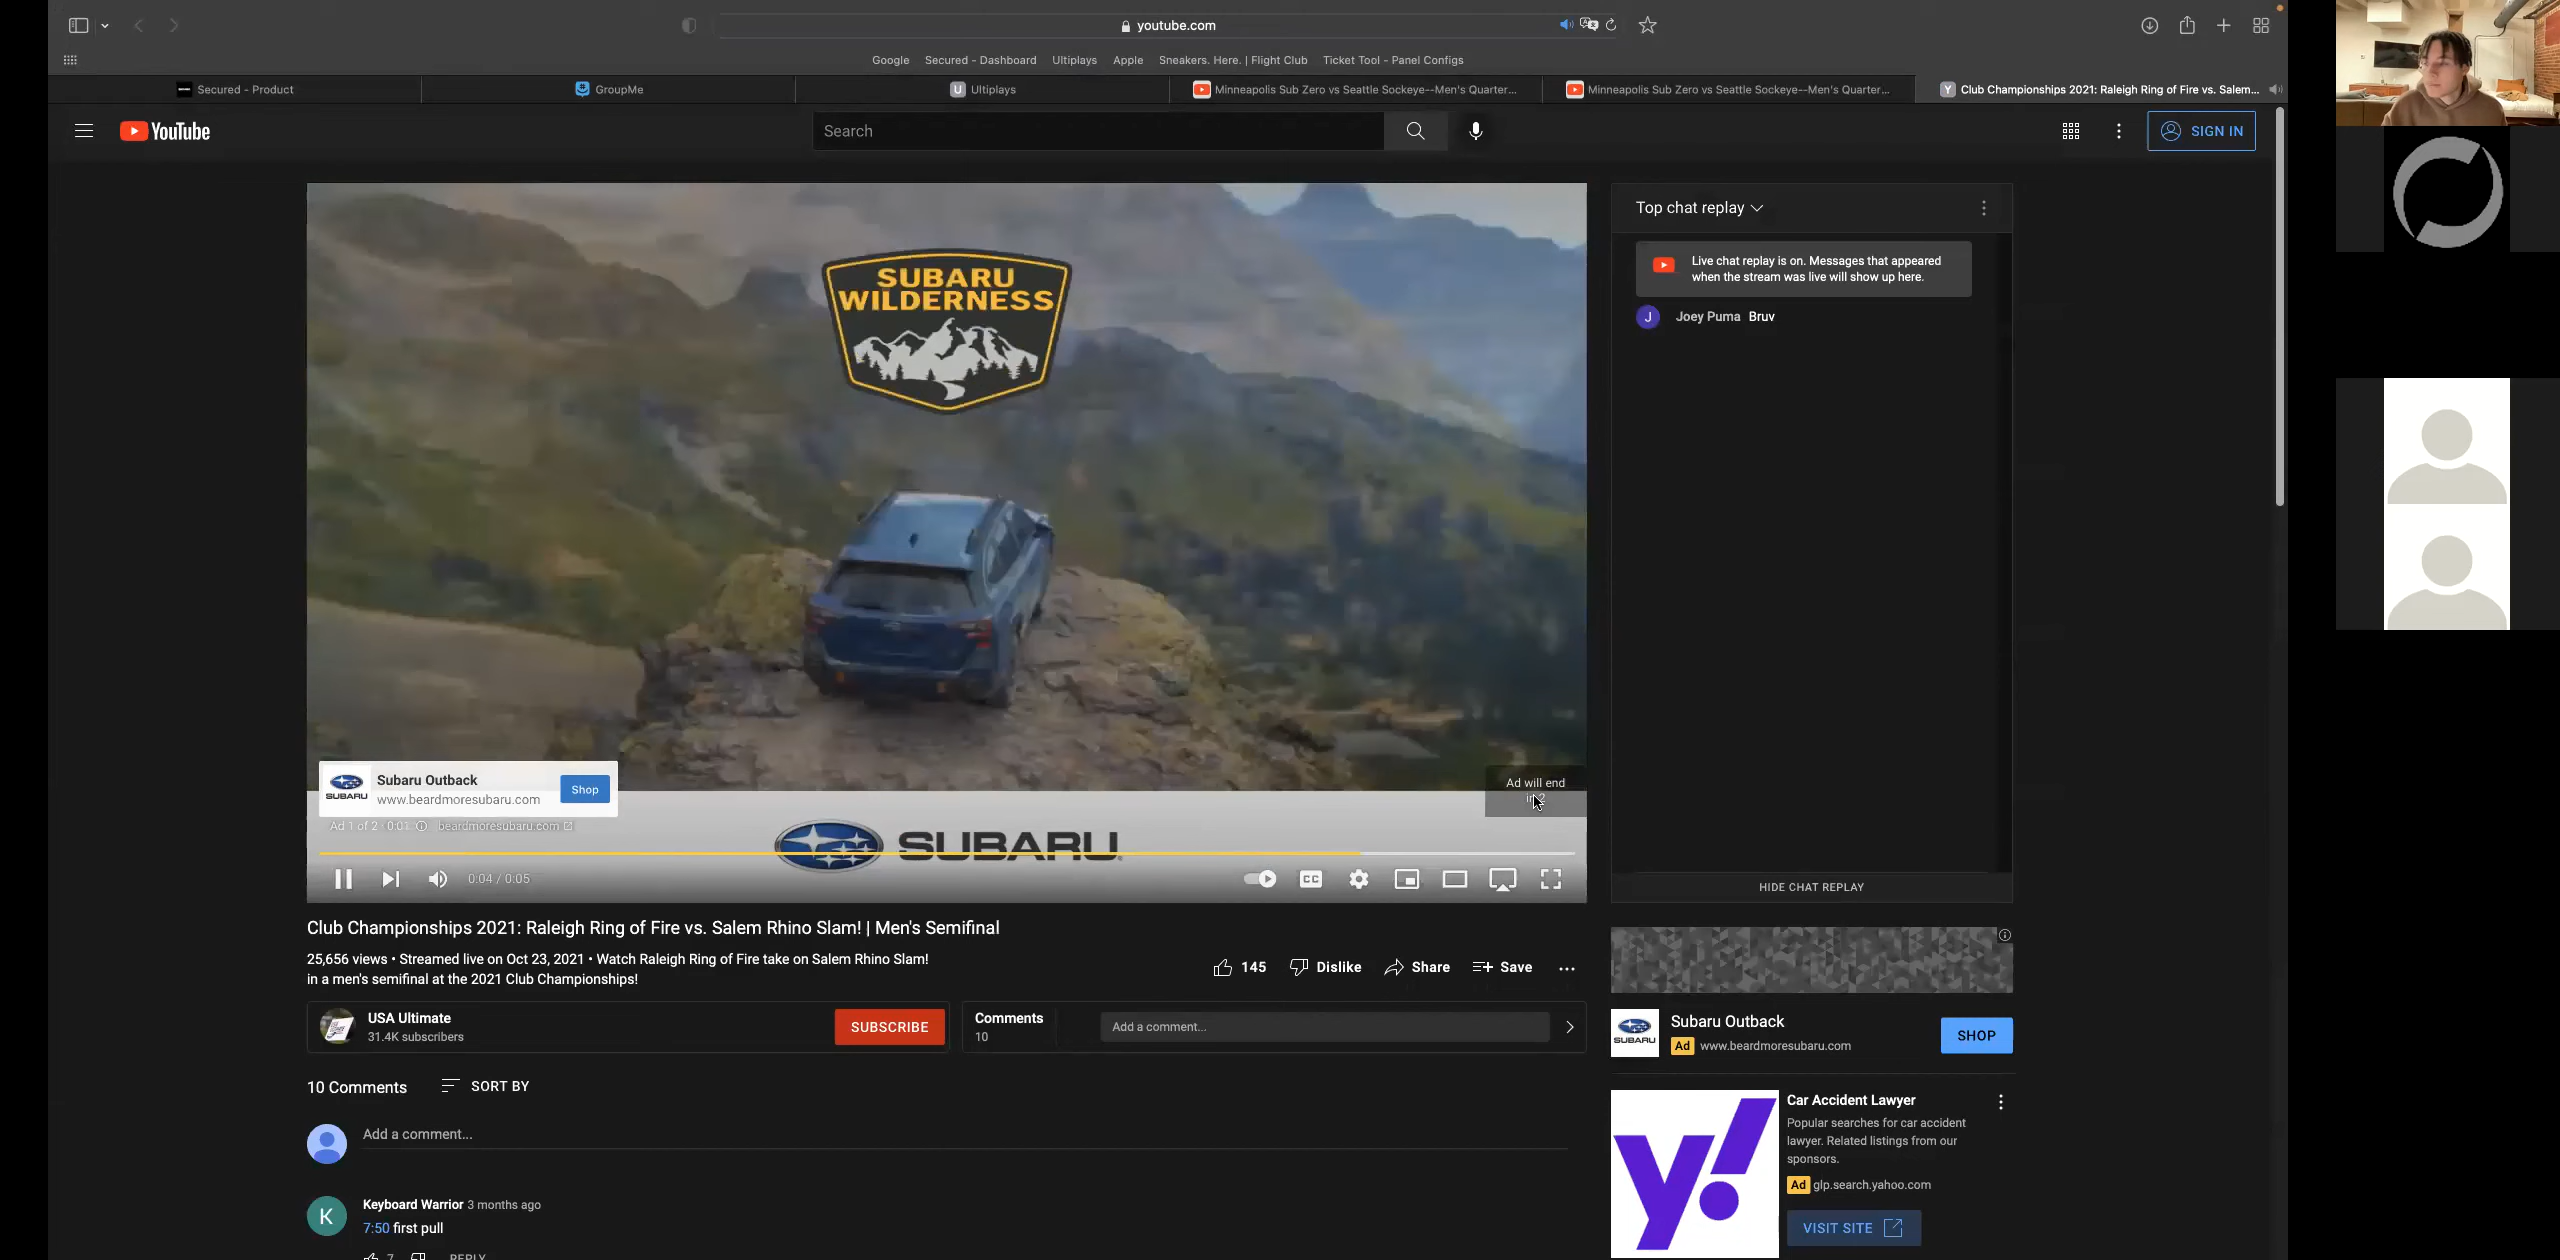 youtube.com
Google Secured - Dashboard Ultiplays Apple Sneakers. Here. | Flight Club Ticket Tool - Panel Configs
Secured - Product GroupMe U Ultiplays Minneapolis Sub Zero vs Seattle Sockeye--Men's Quarter... Minneapolis Sub Zero vs Seattle Sockeye--Men's Quarter... Y Club Championships 2021: Raleigh Ring of Fire vs. Salem...
YouTube
Search
SIGN IN
SUBARU
WILDERNESS
Subaru Outback
www.beardmoresubaru.com
Shop
SUBARU
Ad will end
Ad 1 of 2 · 0:01 beardmoresubaru.com
SUBARU
0:04 / 0:05
CC
Top chat replay
Live chat replay is on. Messages that appeared
when the stream was live will show up here.
J Joey Puma Bruv
HIDE CHAT REPLAY
Club Championships 2021: Raleigh Ring of Fire vs. Salem Rhino Slam! | Men's Semifinal
25,656 views • Streamed live on Oct 23, 2021 • Watch Raleigh Ring of Fire take on Salem Rhino Slam!
in a men's semifinal at the 2021 Club Championships!
145 Dislike Share Save ...
USA Ultimate
31.4K subscribers
SUBSCRIBE
Comments
10
Add a comment...
10 Comments SORT BY
Add a comment...
K
Keyboard Warrior 3 months ago
7:50 first pull
7 REPLY
SUBARU
Subaru Outback
Ad www.beardmoresubaru.com
SHOP
y!
Car Accident Lawyer
Popular searches for car accident
lawyer. Related listings from our
sponsors.
Ad glp.search.yahoo.com
VISIT SITE